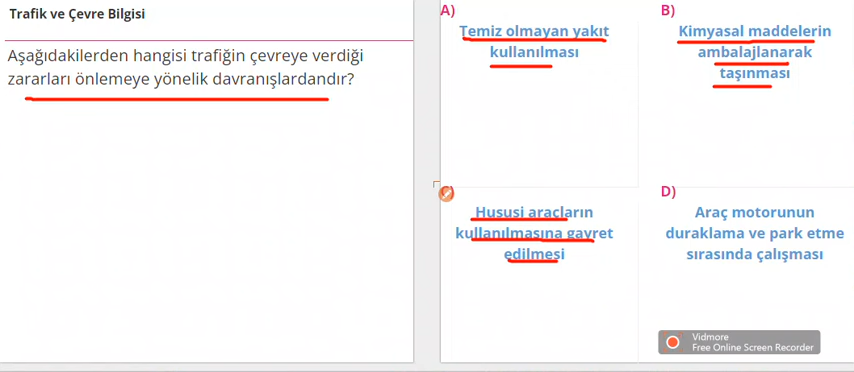 Trafik ve Çevre Bilgisi
Aşağıdakilerden hangisi trafiğin çevreye verdiği
zararları önlemeye yönelik davranışlardandır?
A)
Temiz olmayan yakıt
kullanılması
B)
Kimyasal maddelerin
ambalajlanarak
taşınması
C)
Hususi araçların
kullanılmasına gayret
edilmesi
D)
Araç motorunun
duraklama ve park etme
sırasında çalışması
Vidmore
Free Online Screen Recorder